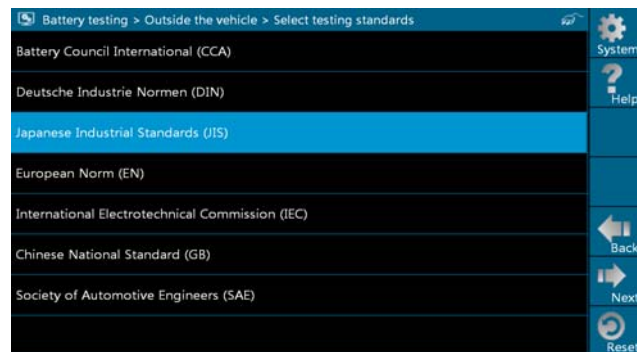 Battery testing > Outside the vehicle > Select testing standards
Battery Council International (CCA)
Deutsche Industrie Normen (DIN)
Japanese Industrial Standards (JIS)
European Norm (EN)
International Electrotechnical Commission (IEC)
Chinese National Standard (GB)
Society of Automotive Engineers (SAE)
System
Help
Back
Next
Reset